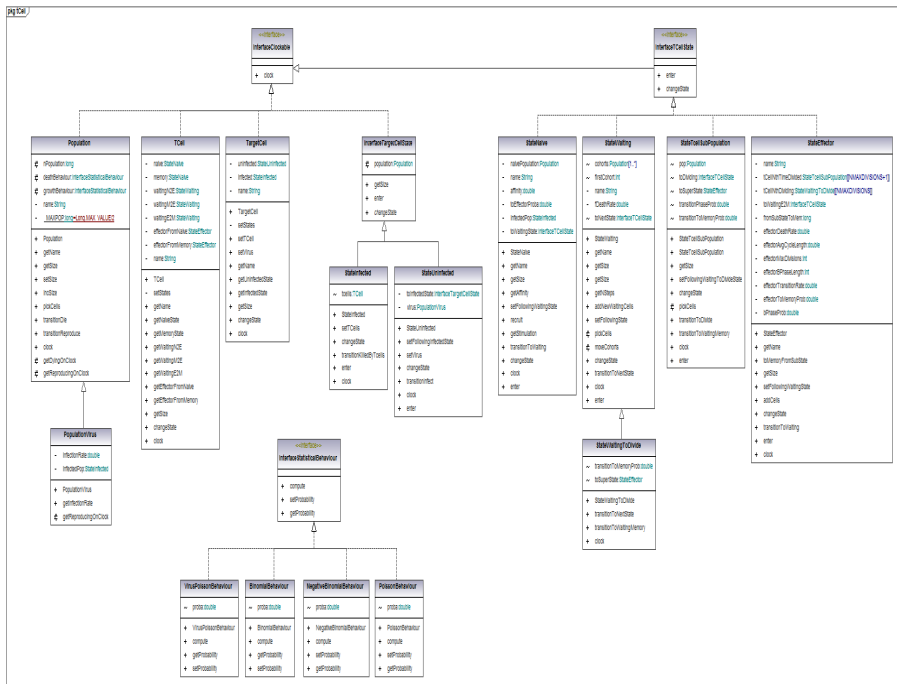 pkg tCell
<<interface>>
InterfaceClockable
+ clock
<<interface>>
InterfaceTCellState
+ enter
+ changeState
Population
# nPopulation:long
# deathBehaviour:InterfaceStatisticalBehaviour
# growthBehaviour:InterfaceStatisticalBehaviour
- name:String
- MAXPOP:long=Long.MAX_VALUE/2
+ Population
+ getName
+ getSize
+ setSize
+ incSize
+ pickCells
+ transitionDie
+ transitionReproduce
+ clock
# getDyingOnClock
# getReproducingOnClock
TCell
- naive:StateNaive
- memory:StateNaive
- waitingN2E:StateWaiting
- waitingM2E:StateWaiting
- waitingE2M:StateWaiting
- effectorFromNaive:StateEffector
- effectorFromMemory:StateEffector
- name:String
+ TCell
- setStates
+ getName
+ getNaiveState
+ getMemoryState
+ getWaitingN2E
+ getWaitingM2E
+ getWaitingE2M
+ getEffectorFromNaive
+ getEffectorFromMemory
+ getSize
+ changeState
+ clock
TargetCell
- uninfected:StateUninfected
- infected:StateInfected
- name:String
+ TargetCell
- setStates
+ setTCell
+ setVirus
+ getName
+ getUninfectedState
+ getInfectedState
+ getSize
+ changeState
+ clock
InterfaceTargetCellState
# population:Population
+ getSize
+ enter
+ changeState
StateInfected
~ tcells:TCell
+ StateInfected
+ setTCells
+ changeState
+ transitionKilledByTcells
+ enter
+ clock
StateUninfected
- toInfectedState:InterfaceTargetCellState
- virus:PopulationVirus
+ StateUninfected
+ setFollowingInfectedState
+ setVirus
+ changeState
+ transitionInfect
+ clock
+ enter
StateNaive
- naivePopulation:Population
- name:String
- affinity:double
- toEffectorProba:double
- infectedPop:StateInfected
- toWaitingState:InterfaceTCellState
+ StateNaive
+ getName
+ getSize
+ getAffinity
+ setFollowingWaitingState
+ recruit
+ getStimulation
+ transitionToWaiting
+ changeState
+ clock
+ enter
StateWaiting
~ cohorts:Population[1..*]
~ firstCohort:int
- name:String
- fDeathRate:double
~ toNextState:InterfaceTCellState
+ StateWaiting
+ getName
+ getSize
+ getNSteps
+ addNewWaitingCells
+ setFollowingState
# pickCells
# moveCohorts
+ changeState
+ transitionToNextState
+ clock
+ enter
StateTcellSubPopulation
~ pop:Population
~ toDividing:InterfaceTCellState
~ toSuperState:StateEffector
~ transitionPhaseProb:double
~ transitionToMemoryProb:double
+ StateTcellSubPopulation
+ StateTcellSubPopulation
+ getSize
+ setFollowingWaitingToDivideState
+ changeState
# pickCells
+ transitionToDivide
+ transitionToWaitingMemory
+ clock
+ enter
StateEffector
- name:String
- tCellWithTimeDivided:StateTcellSubPopulation[NMAXDIVISIONS+1]
- tCellWithDividing:StateWaitingToDivide[NMAXDIVISIONS]
- toWaitingE2M:InterfaceTCellState
- fromSubStateToMem:long
- effectorDeathRate:double
- effectorAvgCycleLength:double
- effectorMaxDivisions:int
- effectorBPhaseLength:int
- effectorTransitionRate:double
- effectorToMemoryProb:double
- bPhaseProb:double
+ StateEffector
+ getName
+ toMemoryFromSubState
+ getSize
+ setFollowingWaitingState
+ addCells
+ changeState
+ transitionToWaiting
+ enter
+ clock
PopulationVirus
- infectionRate:double
- infectedPop:StateInfected
+ PopulationVirus
+ getInfectionRate
# getReproducingOnClock
<<interface>>
InterfaceStatisticalBehaviour
+ compute
+ setProbability
+ getProbability
StateWaitingToDivide
~ transitionToMemoryProb:double
~ toSuperState:StateEffector
+ StateWaitingToDivide
+ transitionToNextState
+ transitionToWaitingMemory
+ clock
VirusPoissonBehaviour
~ proba:double
+ VirusPoissonBehaviour
+ compute
+ getProbability
+ setProbability
BinomialBehaviour
~ proba:double
+ BinomialBehaviour
+ compute
+ getProbability
+ setProbability
NegativeBinomialBehaviour
~ proba:double
+ NegativeBinomialBehaviour
+ compute
+ setProbability
+ getProbability
PoissonBehaviour
~ proba:double
+ PoissonBehaviour
+ compute
+ setProbability
+ getProbability